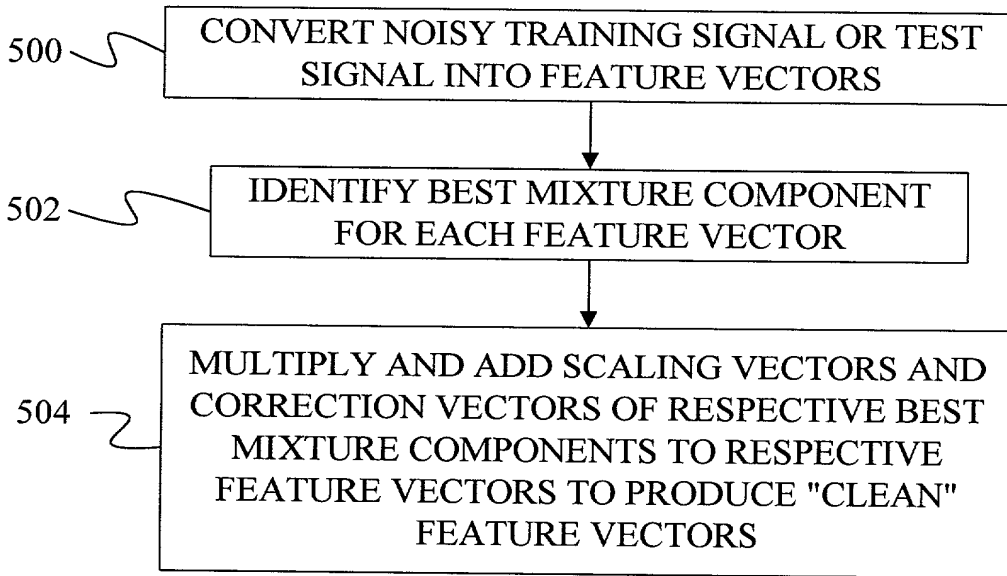 500
CONVERT NOISY TRAINING SIGNAL OR TEST
SIGNAL INTO FEATURE VECTORS
502
IDENTIFY BEST MIXTURE COMPONENT
FOR EACH FEATURE VECTOR
504
MULTIPLY AND ADD SCALING VECTORS AND
CORRECTION VECTORS OF RESPECTIVE BEST
MIXTURE COMPONENTS TO RESPECTIVE
FEATURE VECTORS TO PRODUCE "CLEAN"
FEATURE VECTORS